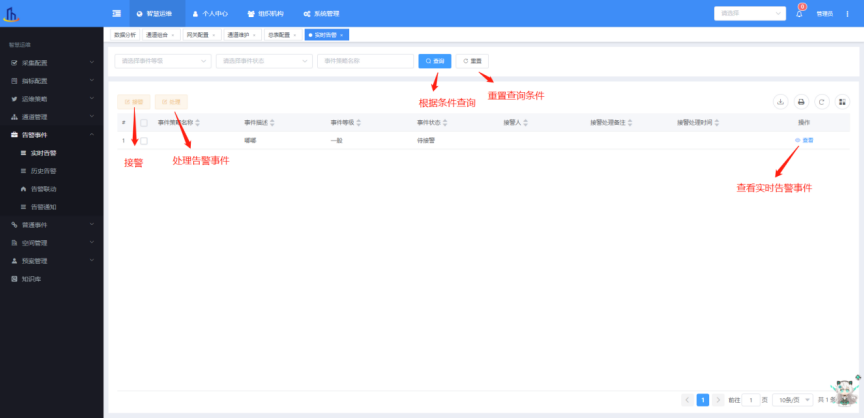 智慧运维 个人中心 组织机构 系统管理 请选择 管理员
智慧运维
数据分析 通道组合 × 网关配置 × 通道维护 × 总表配置 × 实时告警 ×
采集配置
指标配置
运维策略
通道管理
告警事件
实时告警
历史告警
告警联动
告警通知
普通事件
空间管理
预案管理
知识库
请选择事件等级 请选择事件状态 事件策略名称 查询 重置
根据条件查询
重置查询条件
接警 处理
# 事件策略名称 事件描述 事件等级 事件状态 接警人 接警处理备注 接警处理时间 操作
1 嘟嘟 一般 待接警 查看
接警
处理告警事件
查看实时告警事件
1 前往 1 页 10条/页 共 1